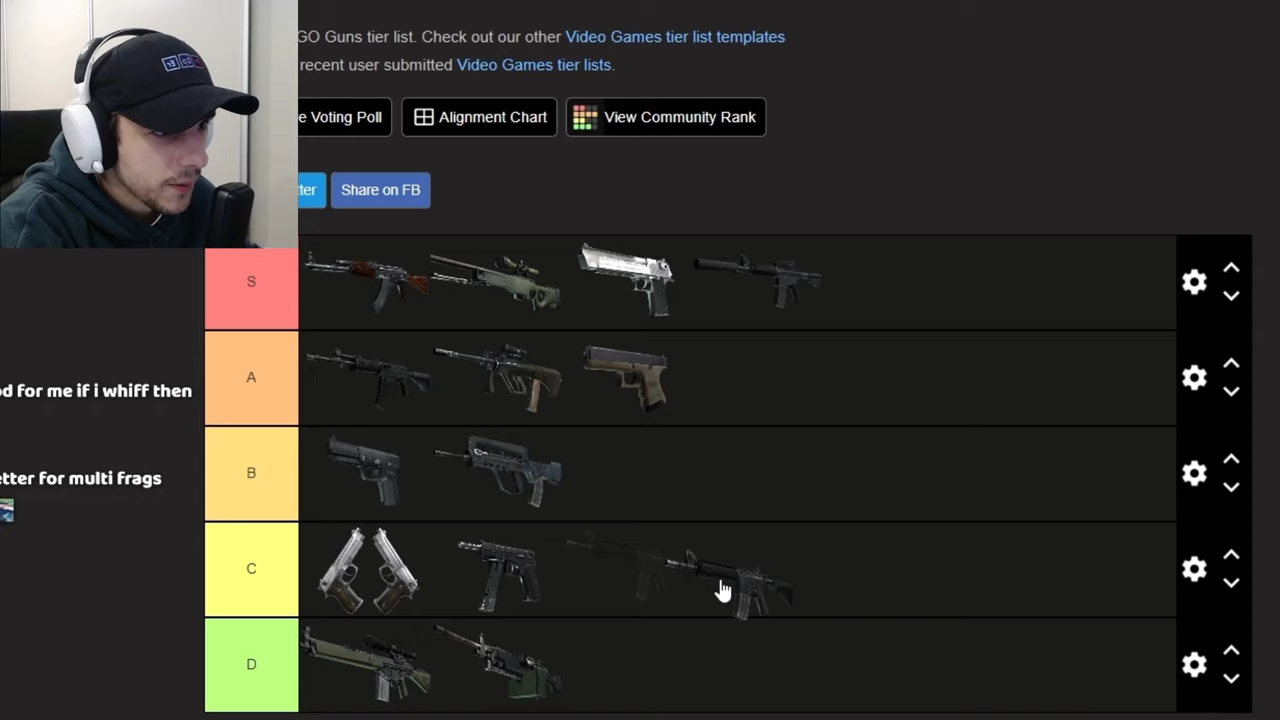 GO Guns tier list. Check out our other Video Games tier list templates
recent user submitted Video Games tier lists.
e Voting Poll
Alignment Chart
View Community Rank
tter
Share on FB
S
A
od for me if i whiff then
B
etter for multi frags
C
D